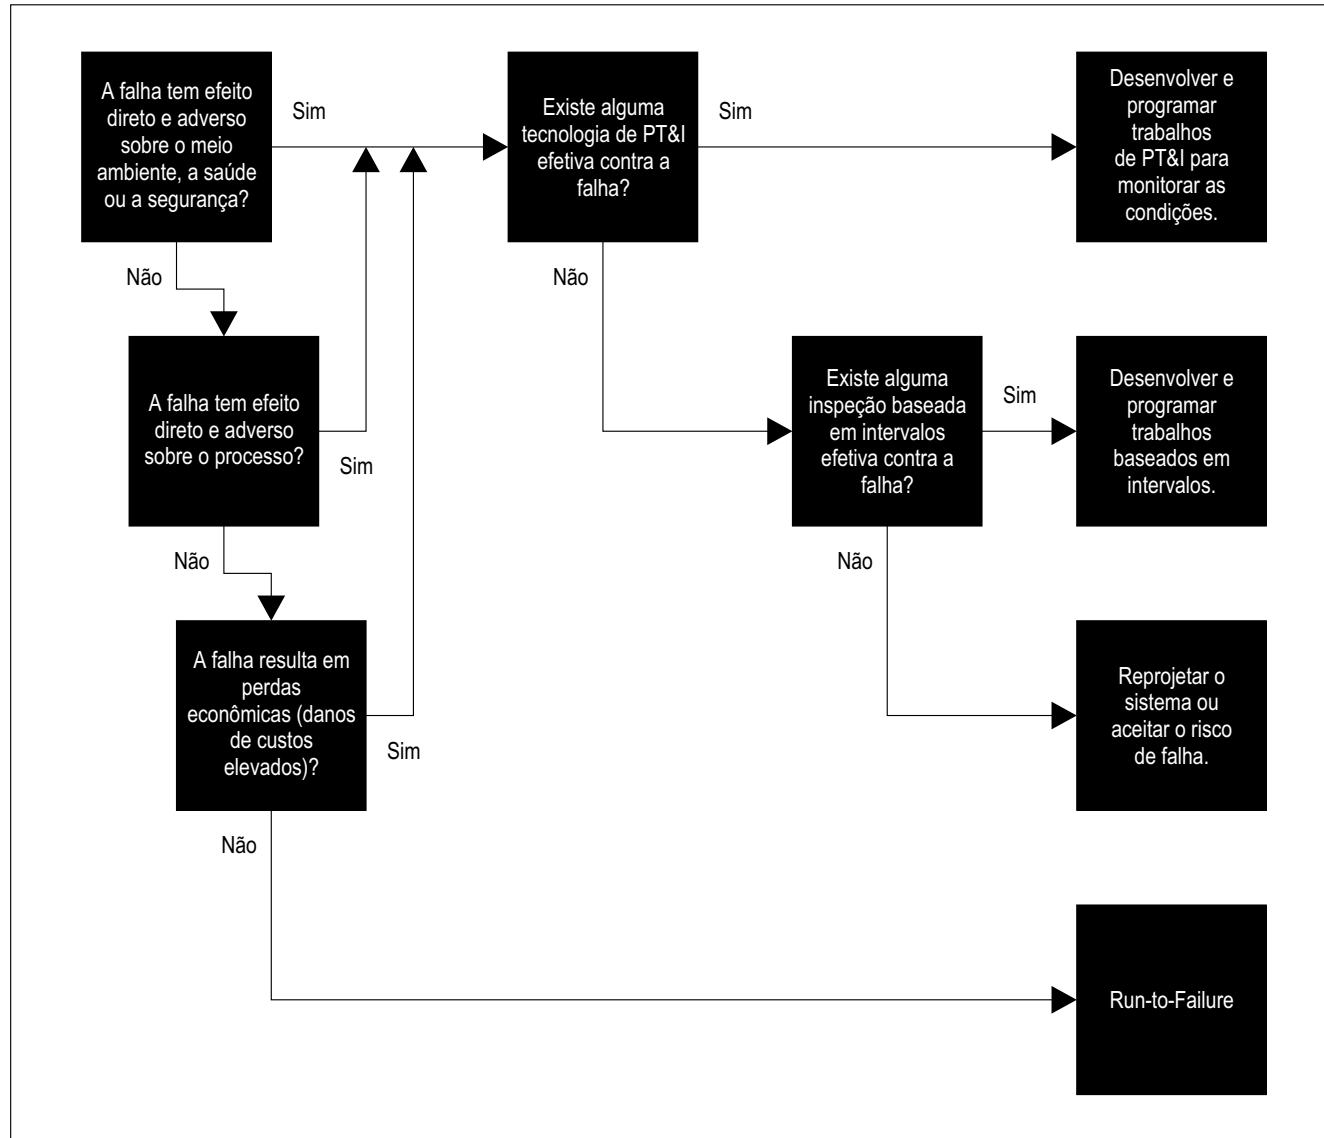 A falha tem efeito
direto e adverso
sobre o meio
ambiente, a saúde
ou a segurança?
Sim
Existe alguma
tecnologia de PT&I
efetiva contra a
falha?
Sim
Desenvolver e
programar
trabalhos
de PT&I para
monitorar as
condições.
Não
Não
A falha tem efeito
direto e adverso
sobre o processo?
Sim
Existe alguma
inspeção baseada
em intervalos
efetiva contra a
falha?
Sim
Desenvolver e
programar
trabalhos
baseados em
intervalos.
Não
Não
A falha resulta em
perdas
econômicas (danos
de custos
elevados)?
Sim
Reprojetar o
sistema ou
aceitar o risco
de falha.
Não
Run-to-Failure